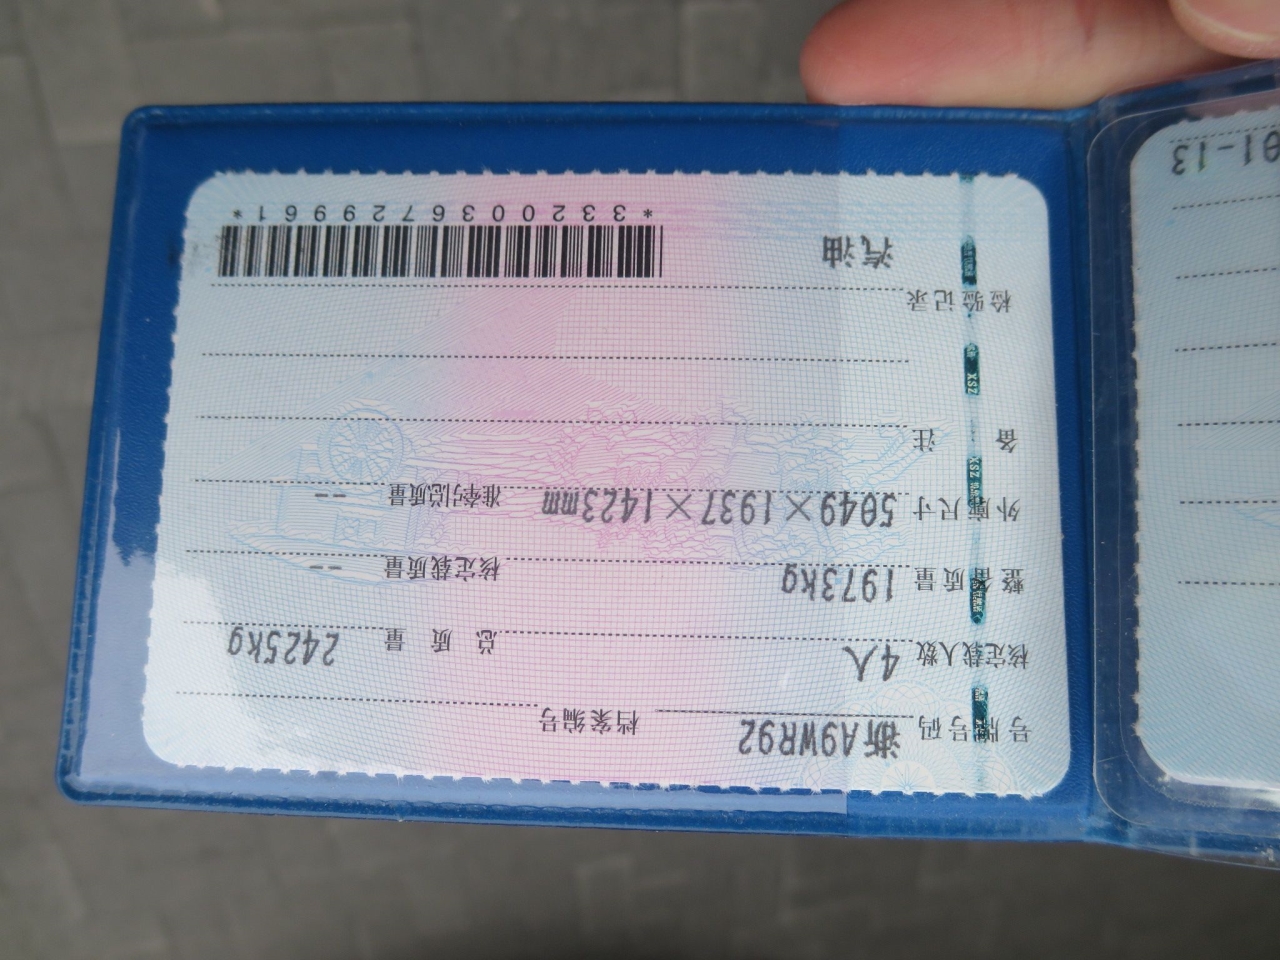 号牌号码 浙A9WR92 档案编号
核定载人数 4人 总质量 2425kg
整备质量 1973kg 核定载质量 --
外廓尺寸 5049×1937×1423mm 准牵引总质量 --
备注
检验记录
汽油
*3320036729961*
01-13